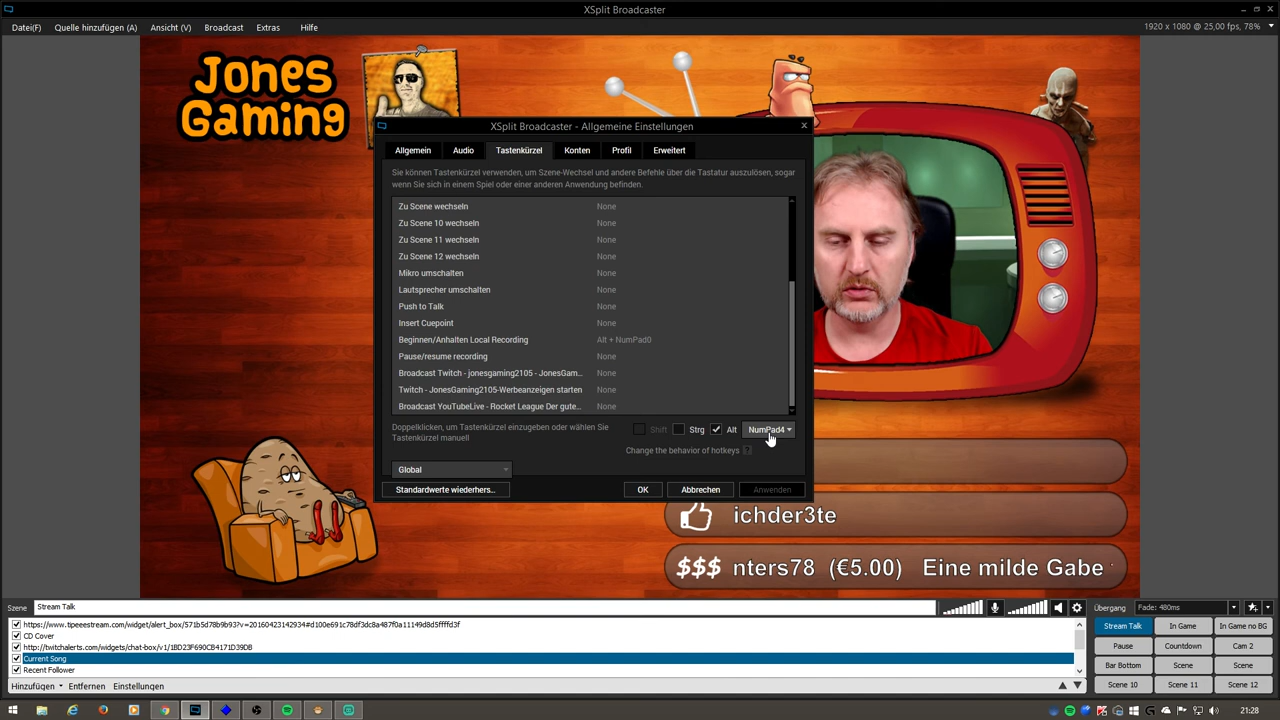 XSplit Broadcaster
Datei(F) Quelle hinzufügen (A) Ansicht (V) Broadcast Extras Hilfe
1920 x 1080 @ 25,00 fps, 78%
Jones
Gaming
XSplit Broadcaster - Allgemeine Einstellungen
Allgemein Audio Tastenkürzel Konten Profil Erweitert
Sie können Tastenkürzel verwenden, um Szene-Wechsel und andere Befehle über die Tastatur auszulösen, sogar
wenn Sie sich in einem Spiel oder einer anderen Anwendung befinden.
Zu Scene wechseln None
Zu Scene 10 wechseln None
Zu Scene 11 wechseln None
Zu Scene 12 wechseln None
Mikro umschalten None
Lautsprecher umschalten None
Push to Talk None
Insert Cuepoint None
Beginnen/Anhalten Local Recording Alt + NumPad0
Pause/resume recording None
Broadcast Twitch - jonesgaming2105 - JonesGam... None
Twitch - JonesGaming2105-Werbeanzeigen starten None
Broadcast YouTubeLive - Rocket League Der gute... None
Doppelklicken, um Tastenkürzel einzugeben oder wählen Sie
Tastenkürzel manuell
Shift Strg Alt NumPad4
Change the behavior of hotkeys ?
Global
Standardwerte wiederhers... OK Abbrechen Anwenden
ichder3te
$$$ nters78 (€5.00) Eine milde Gabe
Szene Stream Talk
Übergang Fade: 480ms
https://www.tipeeestream.com/widget/alert_box/571b5d78b9b93?v=20160423142934#d100e691c78df3dc8a487f0a11149d8d5ffffd3f
CD Cover
http://twitchalerts.com/widgets/chat-box/v1/1BD23F690CB4171D39DB
Current Song
Recent Follower
Stream Talk In Game In Game no BG
Pause Countdown Cam 2
Bar Bottom Scene Scene
Scene 10 Scene 11 Scene 12
Hinzufügen Entfernen Einstellungen
21:28